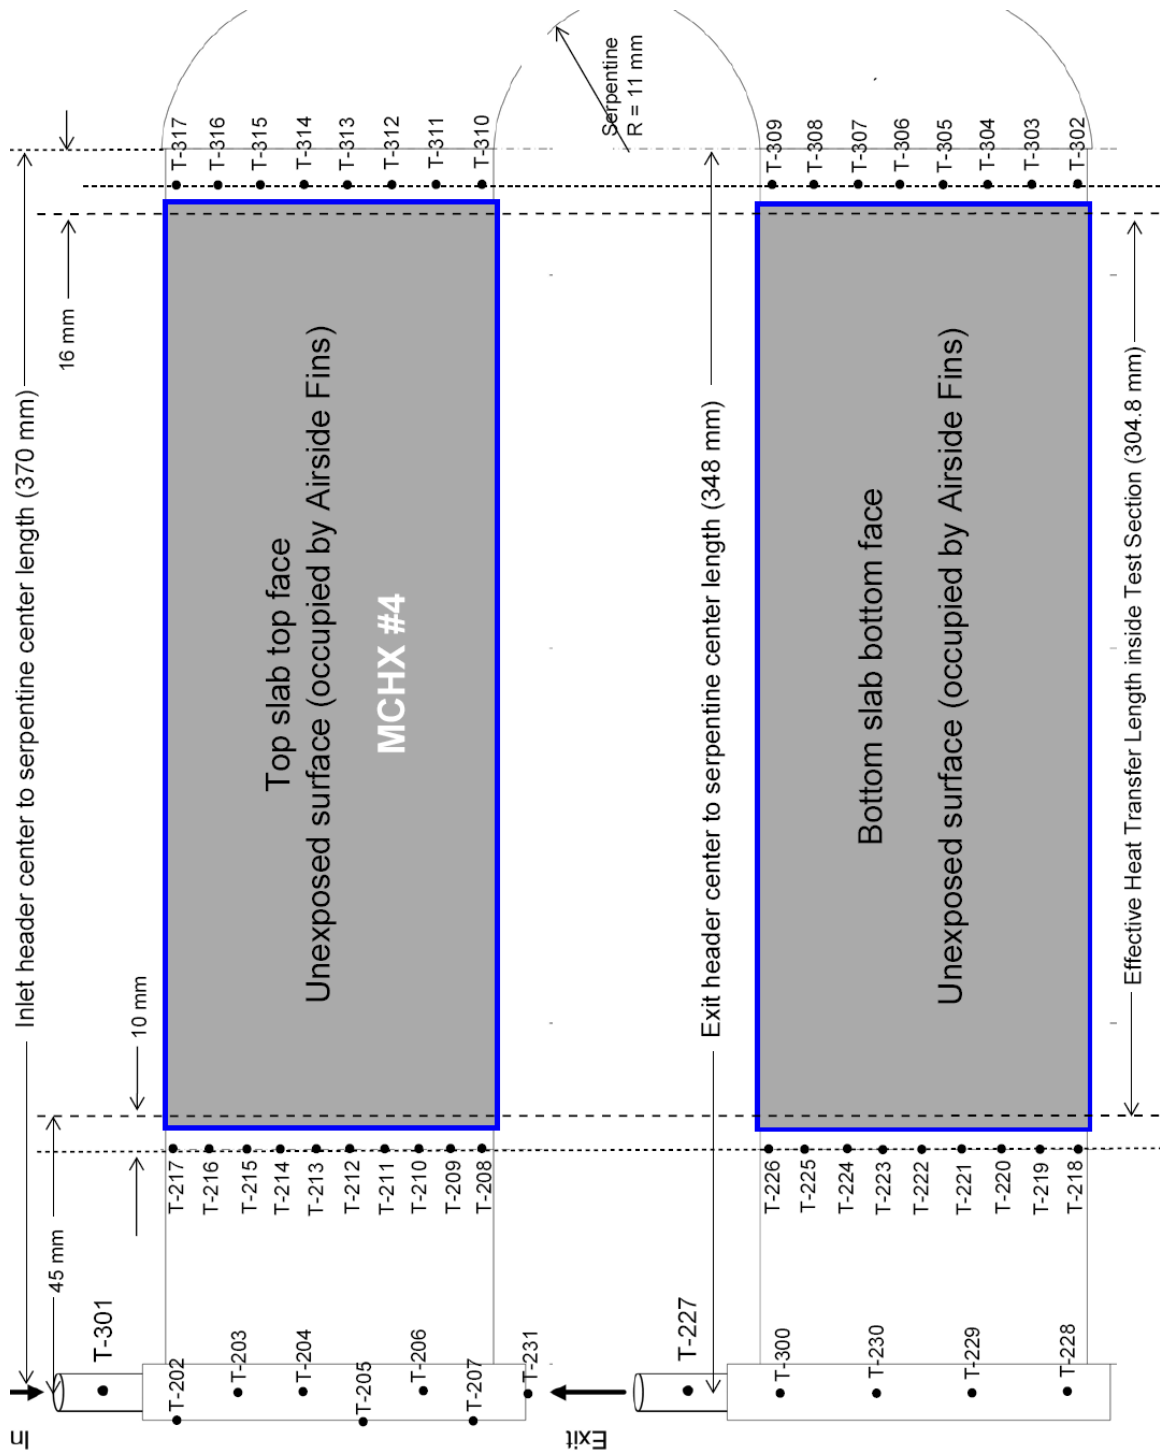 Serpentine
R = 11 mm
T-317
T-316
T-315
T-314
T-313
T-312
T-311
T-310
T-309
T-308
T-307
T-306
T-305
T-304
T-303
T-302
Inlet header center to serpentine center length (370 mm)
16 mm
Top slab top face
Unexposed surface (occupied by Airside Fins)
MCHX #4
Exit header center to serpentine center length (348 mm)
Bottom slab bottom face
Unexposed surface (occupied by Airside Fins)
Effective Heat Transfer Length inside Test Section (304.8 mm)
10 mm
45 mm
T-217
T-216
T-215
T-214
T-213
T-212
T-211
T-210
T-209
T-208
T-226
T-225
T-224
T-223
T-222
T-221
T-220
T-219
T-218
T-301
T-202
T-203
T-204
T-205
T-206
T-207
T-231
T-227
T-300
T-230
T-229
T-228
In
Exit